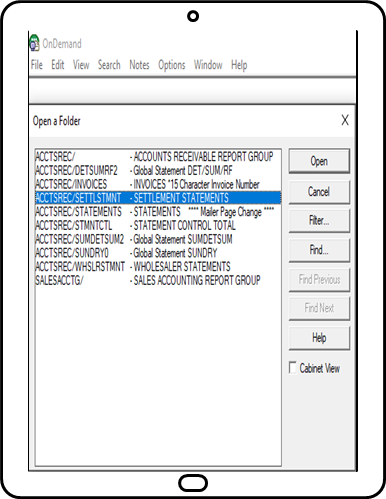 OnDemand
File Edit View Search Notes Options Window Help
Open a Folder X
ACCTSREC/ - ACCOUNTS RECEIVABLE REPORT GROUP
ACCTSREC/DETSUMRF2 - Global Statement DET/SUM/RF
ACCTSREC/INVOICES - INVOICES *15 Character Invoice Number
ACCTSREC/SETTLSTMNT - SETTLEMENT STATEMENTS
ACCTSREC/STATEMENTS - STATEMENTS **** Mailer Page Change ****
ACCTSREC/STMNTCTL - STATEMENT CONTROL TOTAL
ACCTSREC/SUMDETSUM2 - Global Statement SUMDETSUM
ACCTSREC/SUNDRY0 - Global Statement SUNDRY
ACCTSREC/WHSLRSTMNT - WHOLESALER STATEMENTS
SALESACCTG/ - SALES ACCOUNTING REPORT GROUP
Open
Cancel
Filter...
Find...
Find Previous
Find Next
Help
Cabinet View